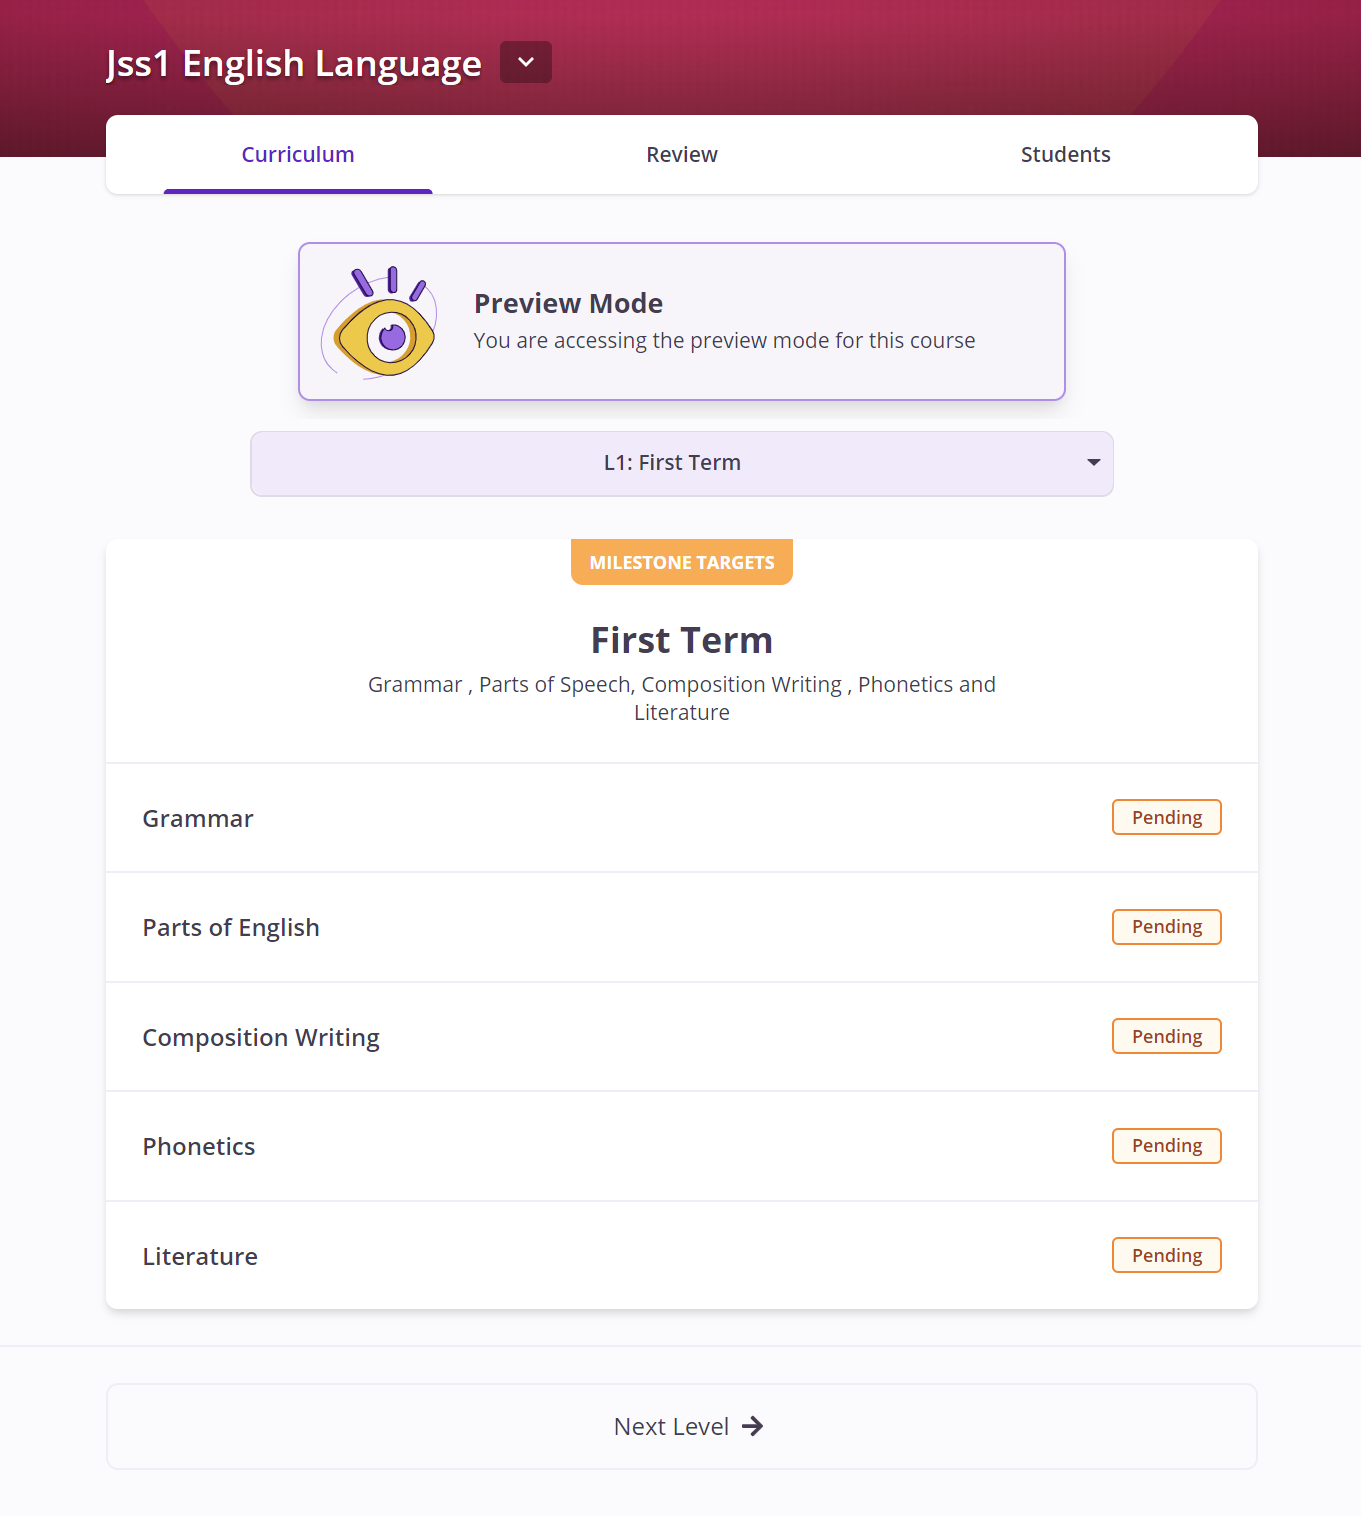 Jss1 English Language
Curriculum
Review
Students
Preview Mode
You are accessing the preview mode for this course
L1: First Term
MILESTONE TARGETS
First Term
Grammar , Parts of Speech, Composition Writing , Phonetics and
Literature
Grammar
Pending
Parts of English
Pending
Composition Writing
Pending
Phonetics
Pending
Literature
Pending
Next Level